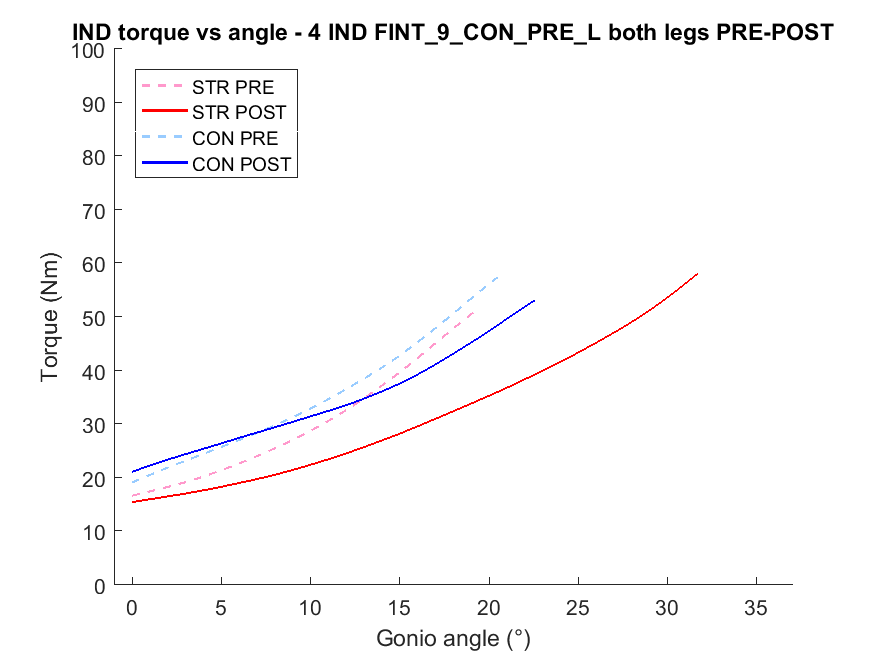 IND torque vs angle - 4 IND FINT_9_CON_PRE_L both legs PRE-POST
100
90
80
70
60
50
40
30
20
10
0
Torque (Nm)
STR PRE
STR POST
CON PRE
CON POST
0 5 10 15 20 25 30 35
Gonio angle (°)